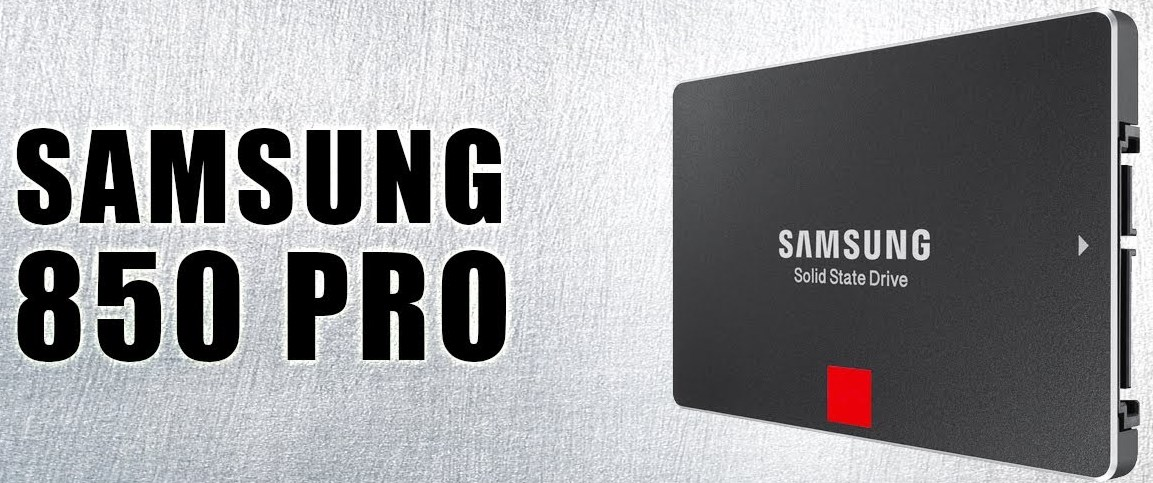 SAMSUNG
850 PRO
SAMSUNG
Solid State Drive